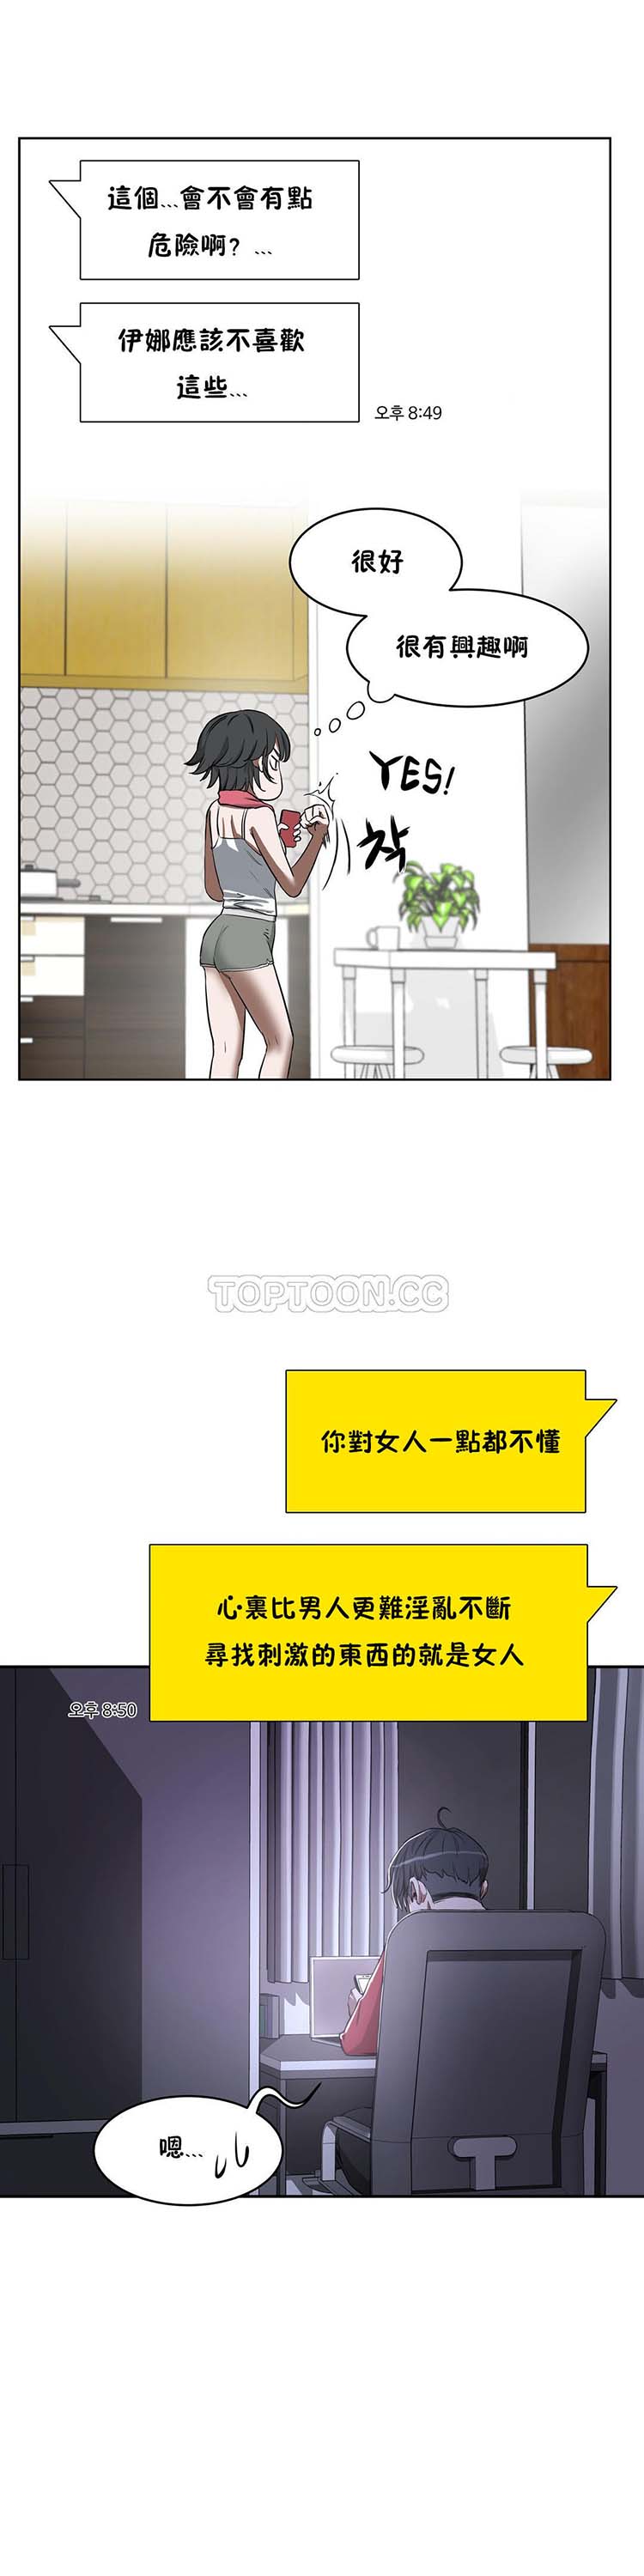 這個...會不會有點
危險啊？...
伊娜應該不喜歡
這些...
오후 8:49
很好
很有興趣啊
YES!
착
TOPTOON.CC
你對女人一點都不懂
心裏比男人更難淫亂不斷
尋找刺激的東西的就是女人
오후 8:50
嗯...